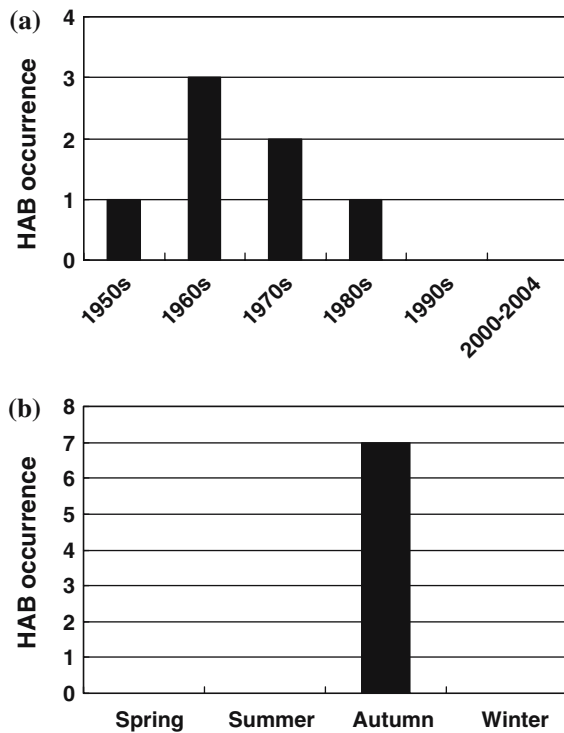 (a)
HAB occurrence
4
3
2
1
0
1950s
1960s
1970s
1980s
1990s
2000-2004
(b)
HAB occurrence
8
7
6
5
4
3
2
1
0
Spring
Summer
Autumn
Winter